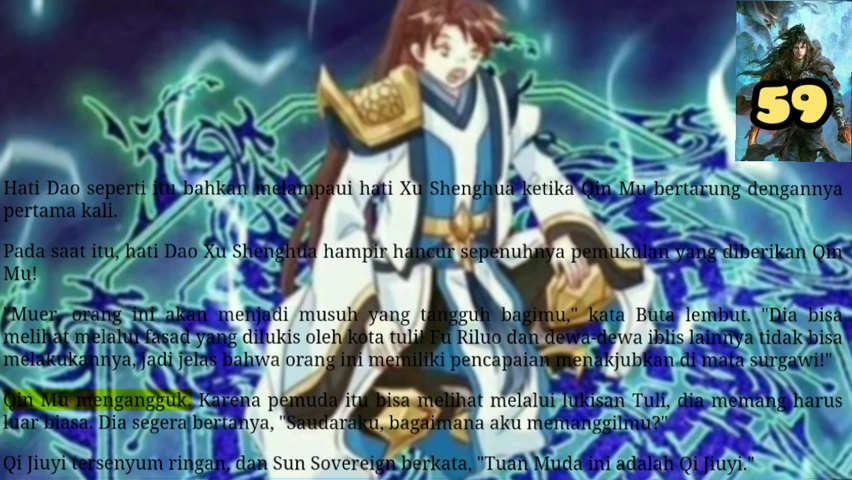 59
Hati Dao seperti itu bahkan melampaui hati Xu Shenghua ketika Qin Mu bertarung dengannya
pertama kali.
Pada saat itu, hati Dao Xu Shenghua hampir hancur sepenuhnya pemukulan yang diberikan Qin
Mu!
"Muer, orang ini akan menjadi musuh yang tangguh bagimu," kata Buta lembut. "Dia bisa
melihat melalui fasad yang dilukis oleh kota tuli! Fu Riluo dan dewa-dewa iblis lainnya tidak bisa
melakukannya, jadi jelas bahwa orang ini memiliki pencapaian menakjubkan di mata surgawi!"
Qin Mu mengangguk. Karena pemuda itu bisa melihat melalui lukisan Tuli, dia memang harus
luar biasa. Dia segera bertanya, "Saudaraku, bagaimana aku memanggilmu?"
Qi Jiuyi tersenyum ringan, dan Sun Sovereign berkata, "Tuan Muda ini adalah Qi Jiuyi."